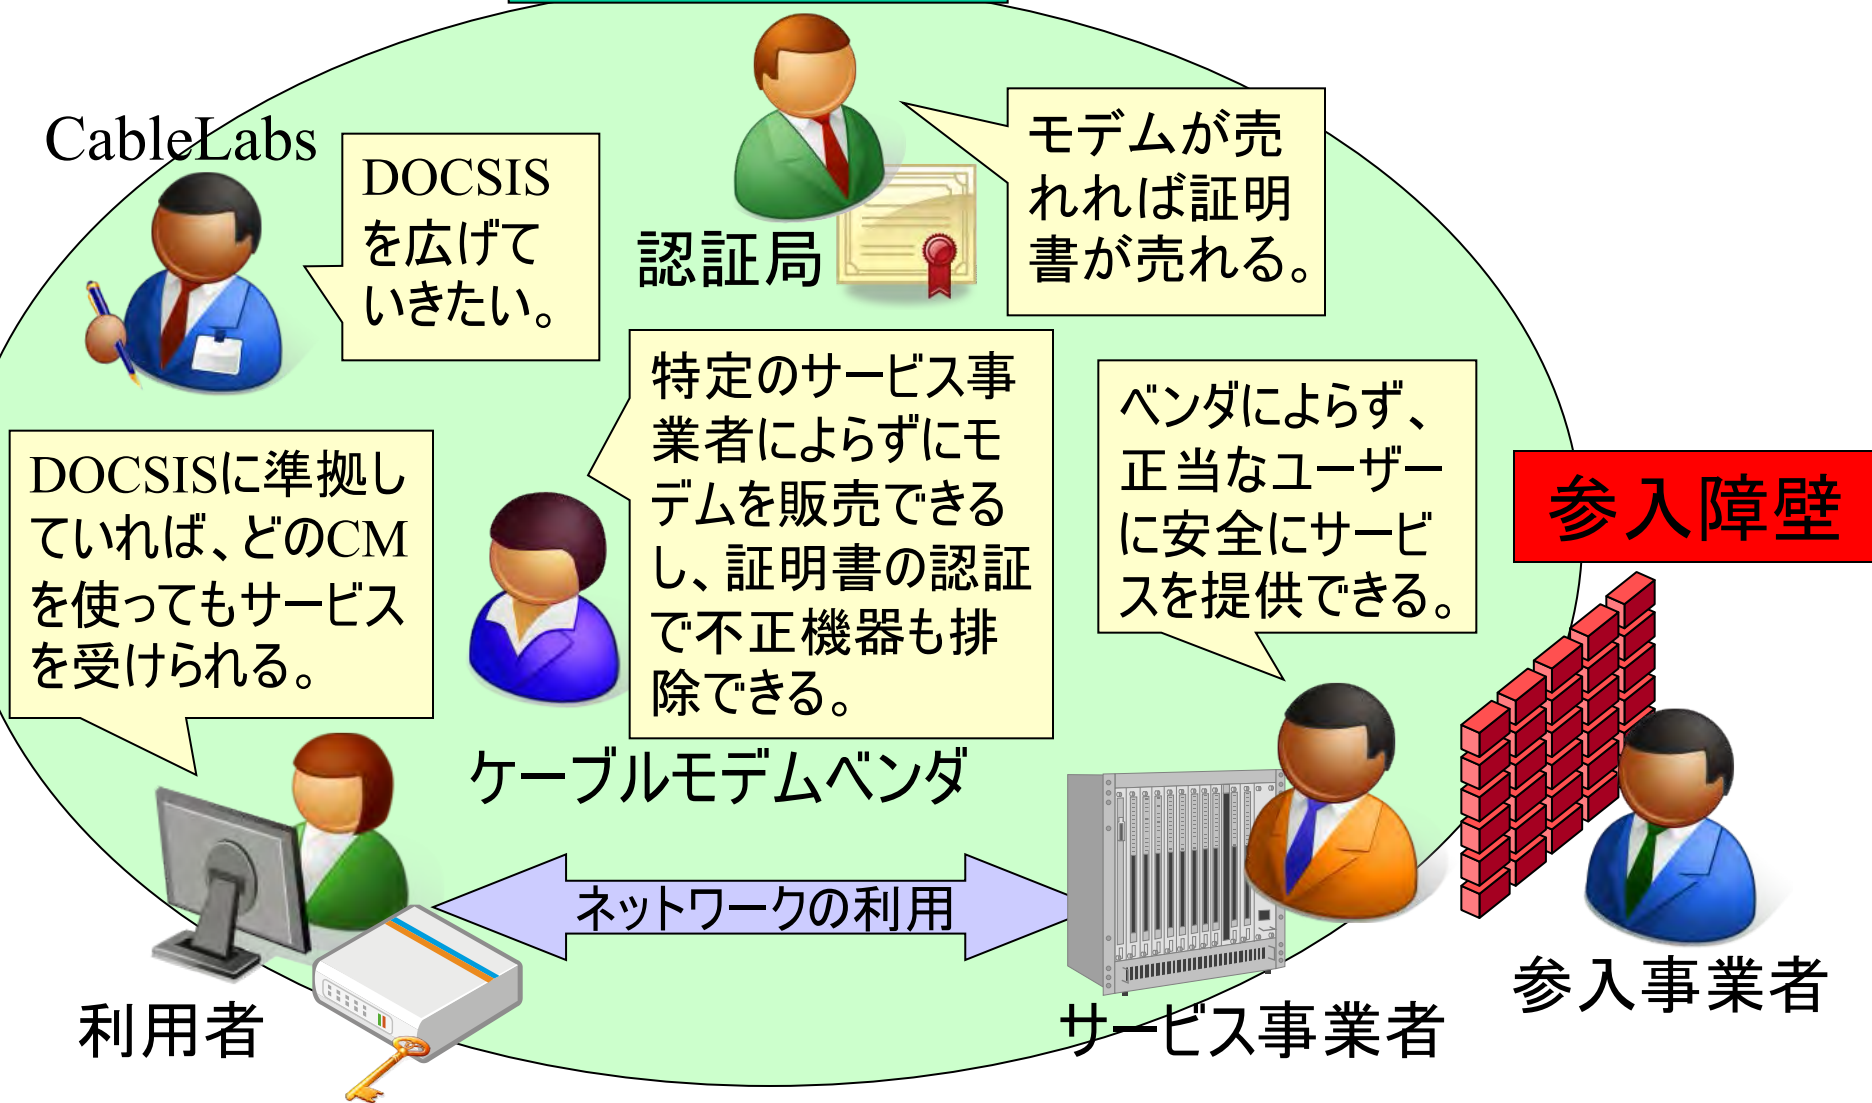 CableLabs
DOCSIS
を広げて
いきたい。
認証局
モデムが売
れれば証明
書が売れる。
特定のサービス事
業者によらずにモ
デムを販売できる
し、証明書の認証
で不正機器も排
除できる。
ケーブルモデムベンダ
ベンダによらず、
正当なユーザー
に安全にサービ
スを提供できる。
参入障壁
DOCSISに準拠し
ていれば、どのCM
を使ってもサービス
を受けられる。
ネットワークの利用
利用者
サービス事業者
参入事業者